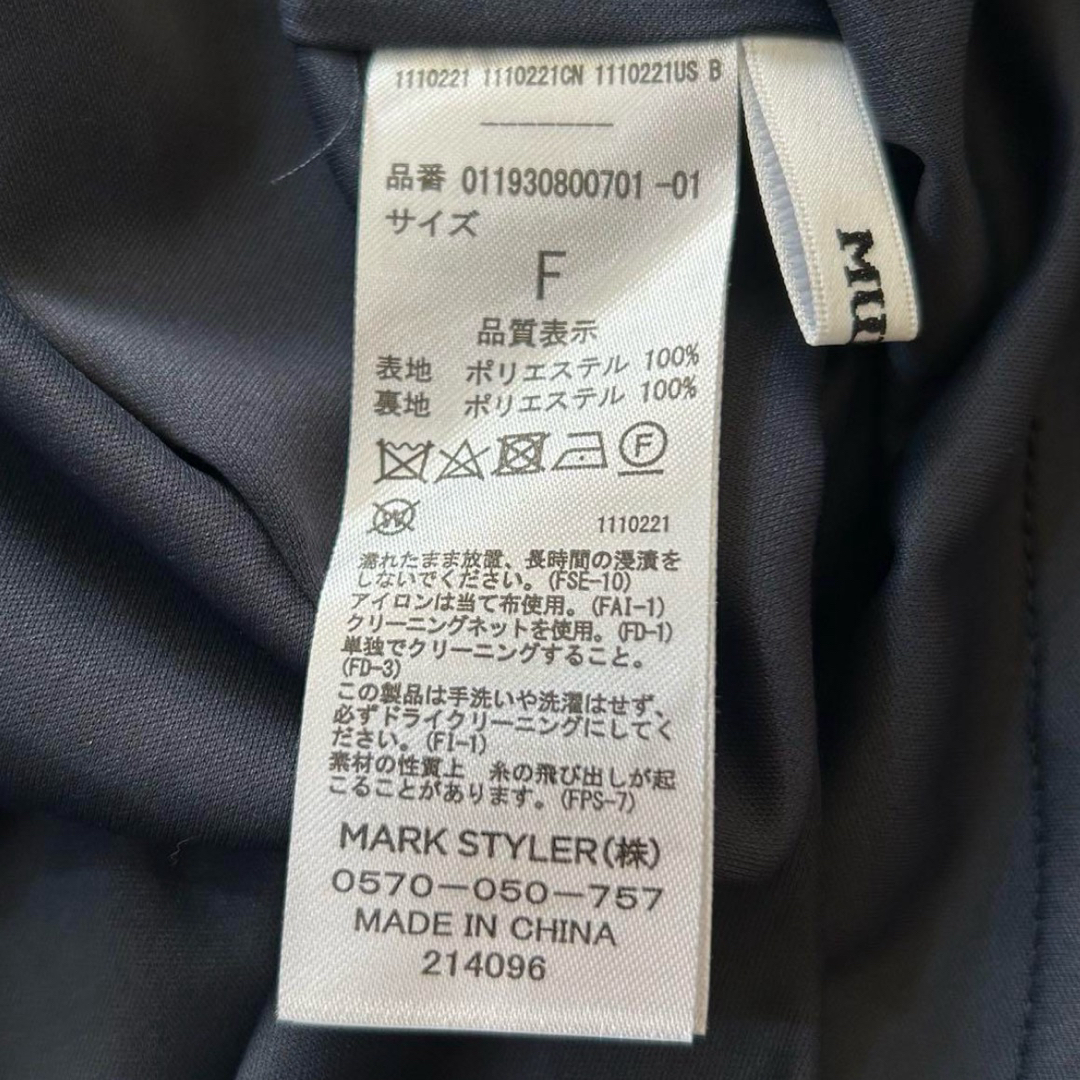 1110221 1110221CN 1110221US B
品番 011930800701 -01
サイズ
F
品質表示
表地 ポリエステル 100%
裏地 ポリエステル 100%
F
W
1110221
濡れたまま放置、長時間の浸漬を
しないでください。(FSE-10)
アイロンは当て布使用。(FAI-1)
クリーニングネットを使用。(FD-1)
単独でクリーニングすること。
(FD-3)
この製品は手洗いや洗濯はせず、
必ずドライクリーニングにしてく
ださい。(FI-1)
素材の性質上 糸の飛び出しが起
こることがあります。(FPS-7)
MARK STYLER(株)
0570-050-757
MADE IN CHINA
214096